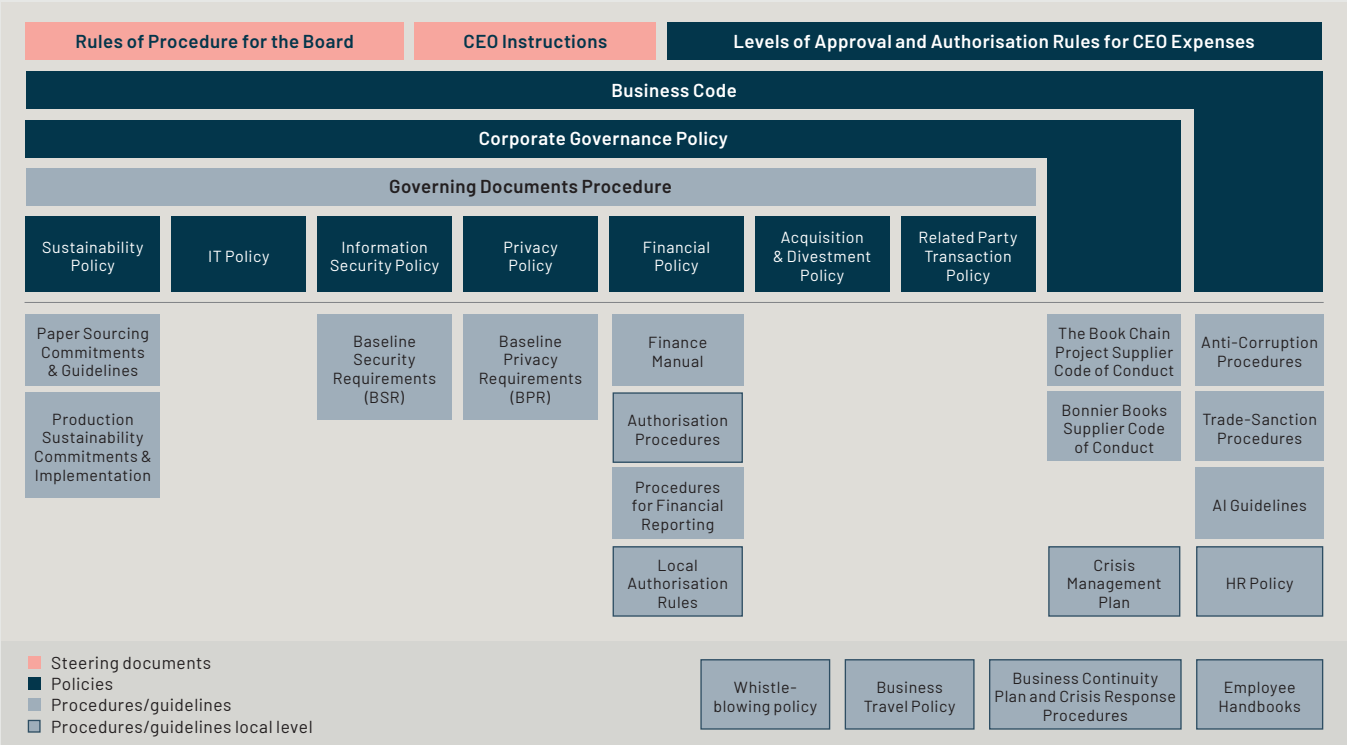 Rules of Procedure for the Board
CEO Instructions
Levels of Approval and Authorisation Rules for CEO Expenses
Business Code
Corporate Governance Policy
Governing Documents Procedure
Sustainability
Policy
IT Policy
Information
Security Policy
Privacy
Policy
Financial
Policy
Acquisition
& Divestment
Policy
Related Party
Transaction
Policy
Paper Sourcing
Commitments
& Guidelines
Production
Sustainability
Commitments &
Implementation
Baseline
Security
Requirements
(BSR)
Baseline
Privacy
Requirements
(BPR)
Finance
Manual
Authorisation
Procedures
Procedures
for Financial
Reporting
Local
Authorisation
Rules
The Book Chain
Project Supplier
Code of Conduct
Bonnier Books
Supplier Code
of Conduct
Crisis
Management
Plan
Anti-Corruption
Procedures
Trade-Sanction
Procedures
AI Guidelines
HR Policy
Steering documents
Policies
Procedures/guidelines
Procedures/guidelines local level
Whistle-
blowing policy
Business
Travel Policy
Business Continuity
Plan and Crisis Response
Procedures
Employee
Handbooks